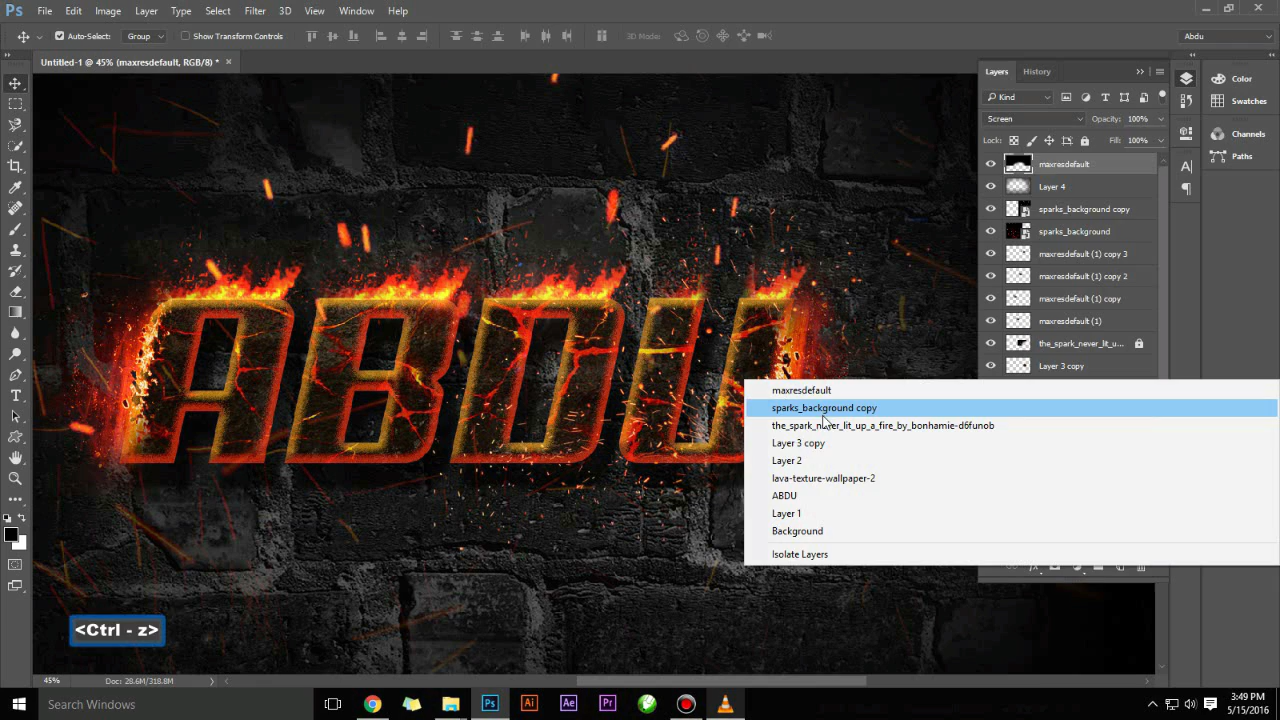 Ps File Edit Image Layer Type Select Filter 3D View Window Help
Auto-Select: Group Show Transform Controls 3D Mode: Abdu
Untitled-1 @ 45% (maxresdefault, RGB/8) * ×
Layers History
Color
Kind
Swatches
Screen Opacity: 100%
Channels
Lock: Fill: 100%
Paths
maxresdefault
Layer 4
sparks_background copy
sparks_background
maxresdefault (1) copy 3
maxresdefault (1) copy 2
maxresdefault (1) copy
maxresdefault (1)
the_spark_never_lit_u...
Layer 3 copy
ABDU
maxresdefault
sparks_background copy
the_spark_never_lit_up_a_fire_by_bonhamie-d6funob
Layer 3 copy
Layer 2
lava-texture-wallpaper-2
ABDU
Layer 1
Background
Isolate Layers
<Ctrl - z>
45% Doc: 28.6M/318.8M
Search Windows
Ps Ai Ae Pr
3:49 PM
5/15/2016